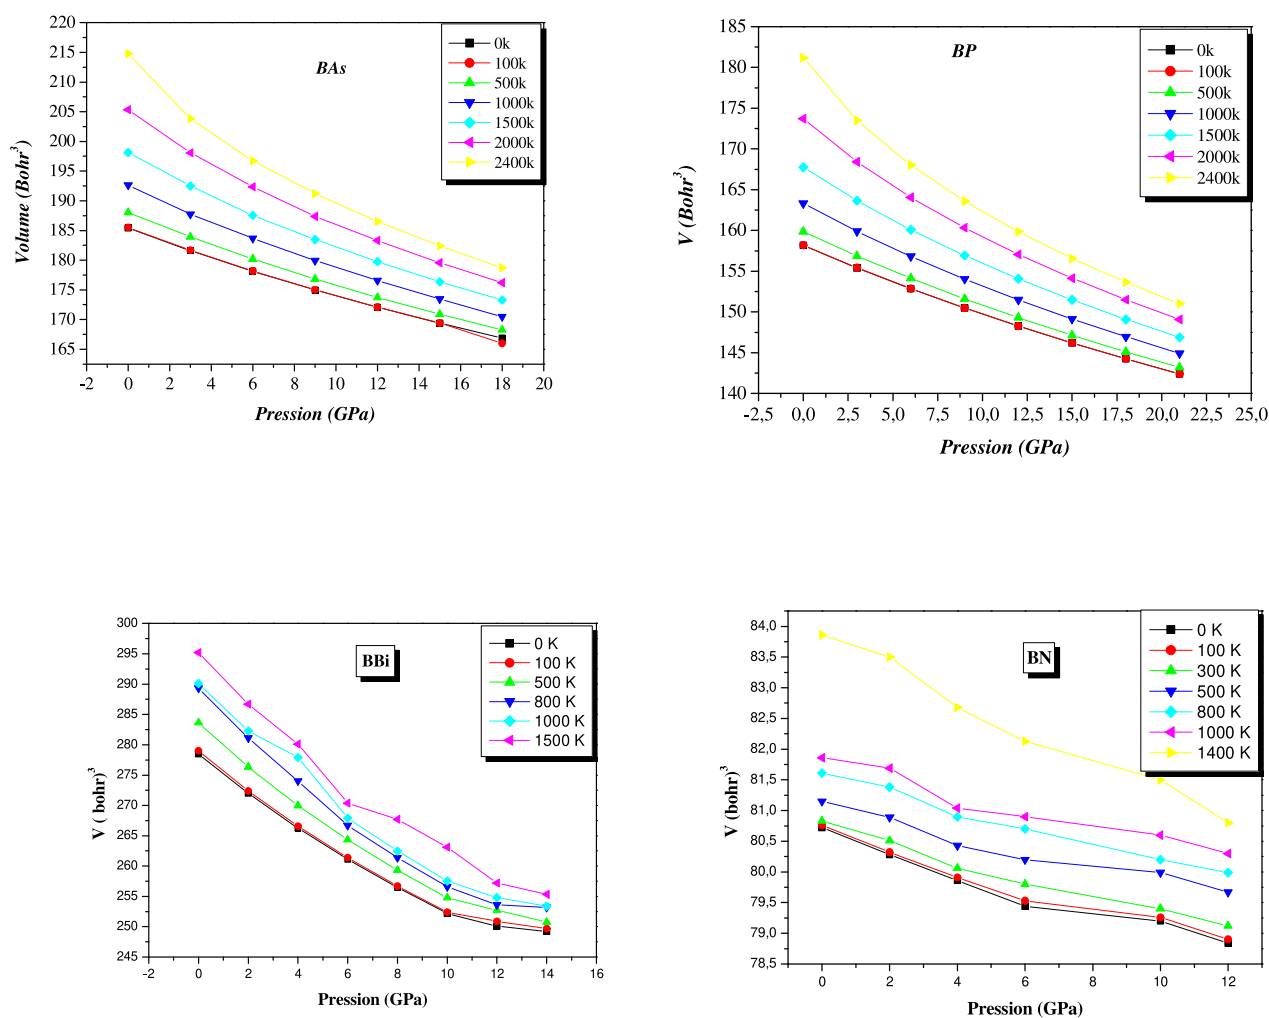 BAs
Volume (Bohr³)
220
215
210
205
200
195
190
185
180
175
170
165
-2 0 2 4 6 8 10 12 14 16 18 20
Pression (GPa)
0k
100k
500k
1000k
1500k
2000k
2400k
BP
V (Bohr³)
185
180
175
170
165
160
155
150
145
140
-2,5 0,0 2,5 5,0 7,5 10,0 12,5 15,0 17,5 20,0 22,5 25,0
Pression (GPa)
0k
100k
500k
1000k
1500k
2000k
2400k
BBi
V ( bohr)³
300
295
290
285
280
275
270
265
260
255
250
245
-2 0 2 4 6 8 10 12 14 16
Pression (GPa)
0 K
100 K
500 K
800 K
1000 K
1500 K
BN
V (bohr)³
84,0
83,5
83,0
82,5
82,0
81,5
81,0
80,5
80,0
79,5
79,0
78,5
0 2 4 6 8 10 12
Pression (GPa)
0 K
100 K
300 K
500 K
800 K
1000 K
1400 K